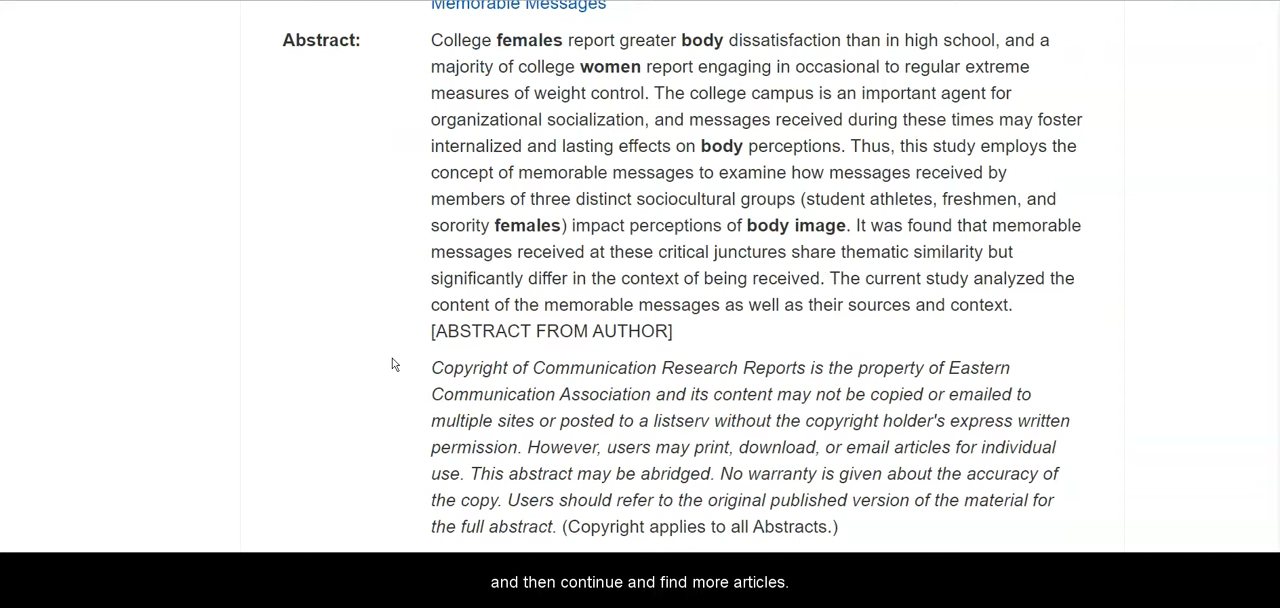 Memorable Messages
Abstract:
College females report greater body dissatisfaction than in high school, and a
majority of college women report engaging in occasional to regular extreme
measures of weight control. The college campus is an important agent for
organizational socialization, and messages received during these times may foster
internalized and lasting effects on body perceptions. Thus, this study employs the
concept of memorable messages to examine how messages received by
members of three distinct sociocultural groups (student athletes, freshmen, and
sorority females) impact perceptions of body image. It was found that memorable
messages received at these critical junctures share thematic similarity but
significantly differ in the context of being received. The current study analyzed the
content of the memorable messages as well as their sources and context.
[ABSTRACT FROM AUTHOR]
Copyright of Communication Research Reports is the property of Eastern
Communication Association and its content may not be copied or emailed to
multiple sites or posted to a listserv without the copyright holder's express written
permission. However, users may print, download, or email articles for individual
use. This abstract may be abridged. No warranty is given about the accuracy of
the copy. Users should refer to the original published version of the material for
the full abstract. (Copyright applies to all Abstracts.)
and then continue and find more articles.